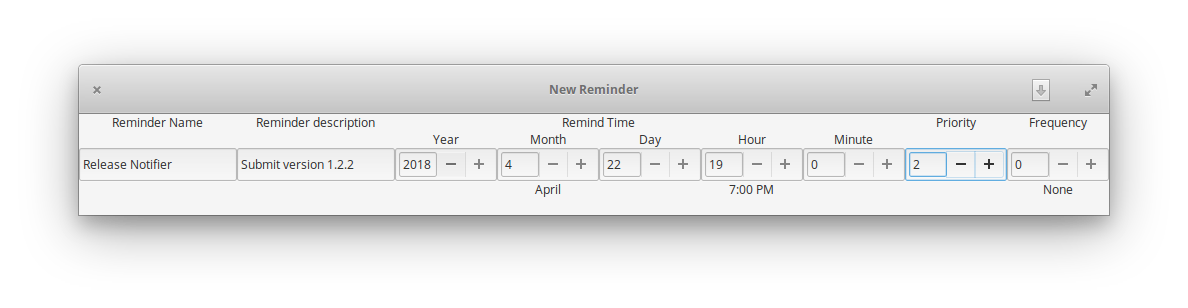 New Reminder
Reminder Name Reminder description Remind Time Priority Frequency
Year Month Day Hour Minute
Release Notifier Submit version 1.2.2 2018 − + 4 − + 22 − + 19 − + 0 − + 2 − + 0 − +
April 7:00 PM None